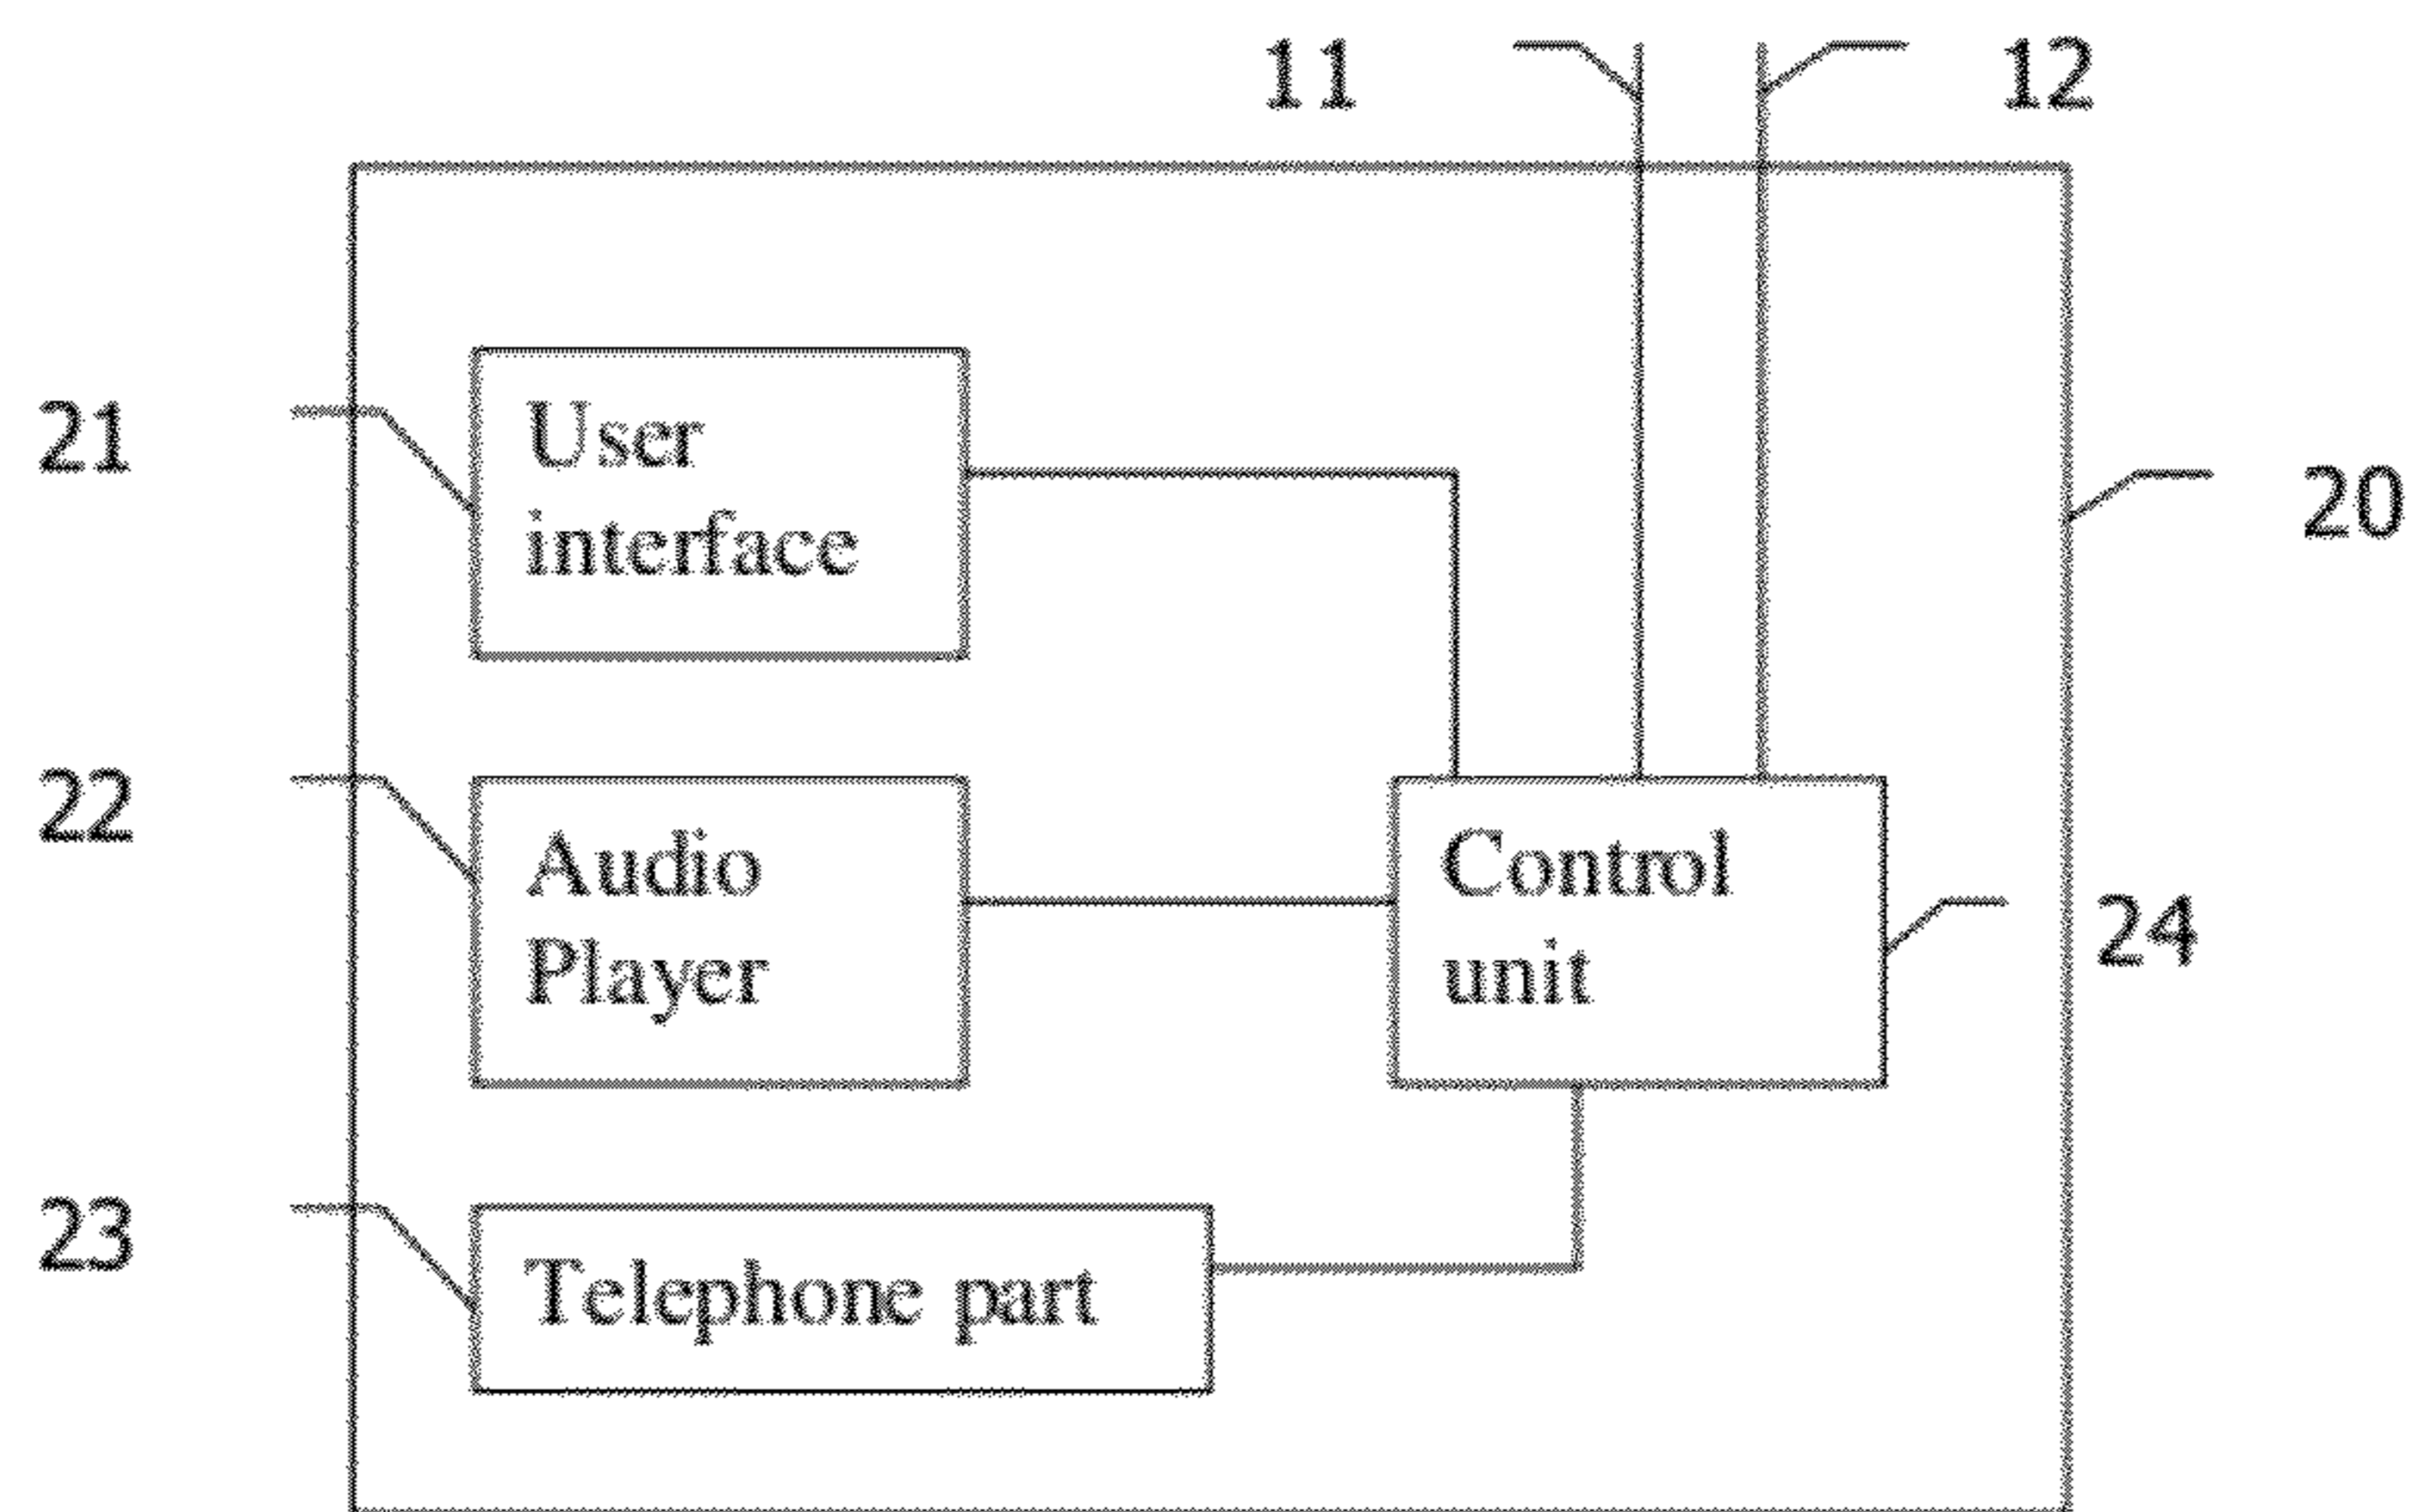 11
12
21
User
interface
20
22
Audio
Player
Control
unit
24
23
Telephone part